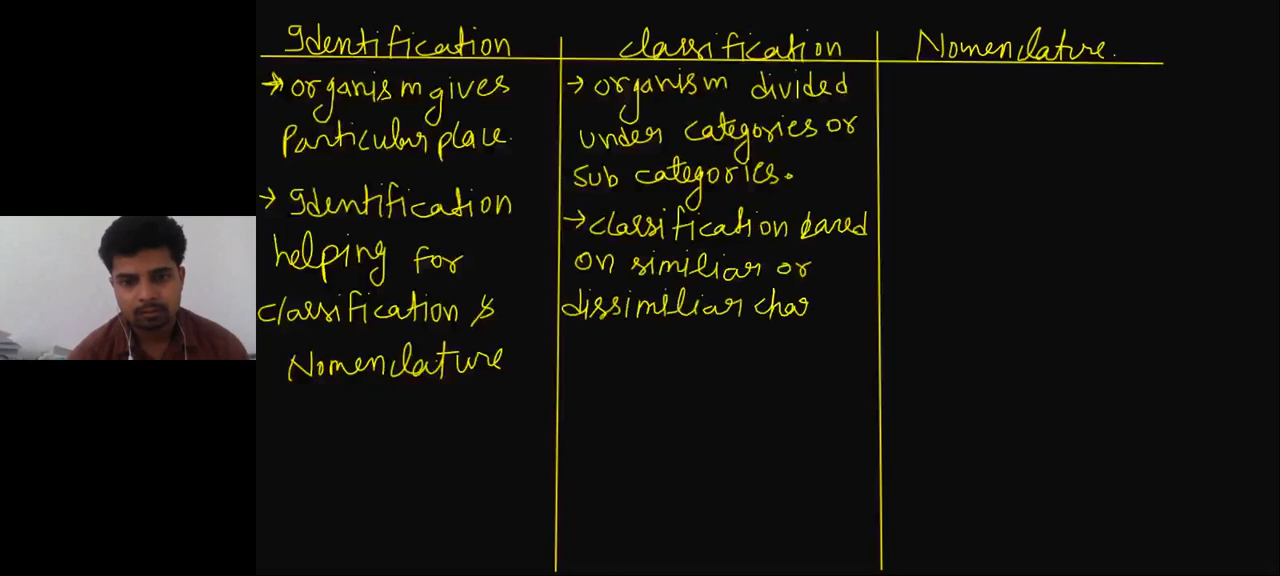 Identification
classification
Nomenclature.
→ organism gives
Particular place.
→ Identification
helping for
classification &
Nomenclature
→ organism divided
under categories or
sub categories.
→ classification based
on similiar or
dissimiliar char